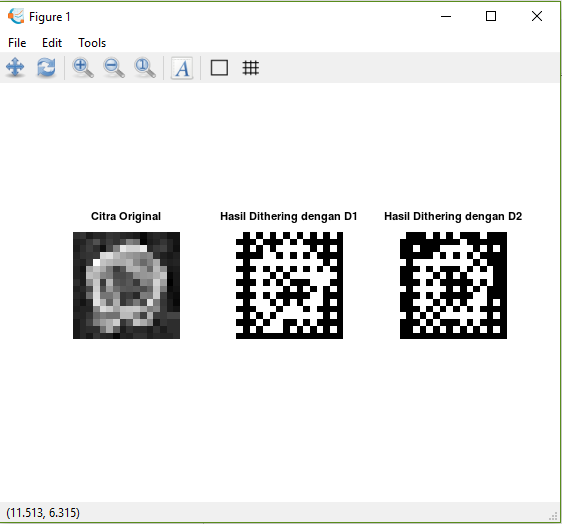 Figure 1
File Edit Tools
A
Citra Original Hasil Dithering dengan D1 Hasil Dithering dengan D2
(11.513, 6.315)